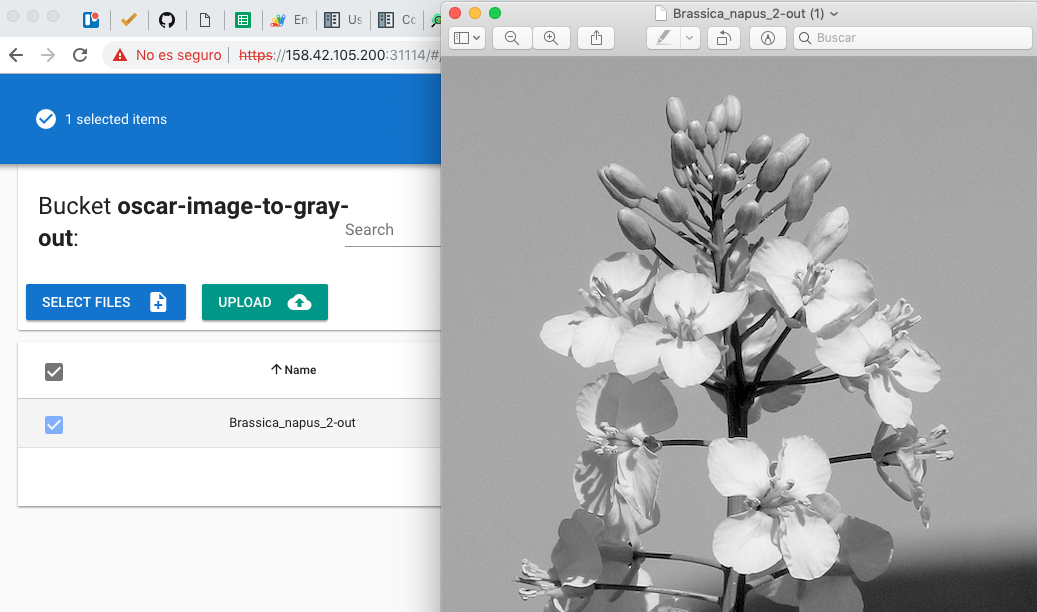 En
Us
Brassica_napus_2-out (1)
No es seguro
https://158.42.105.200:31114/#/
Buscar
1 selected items
Bucket oscar-image-to-gray-
out:
Search
SELECT FILES
UPLOAD
Name
Brassica_napus_2-out